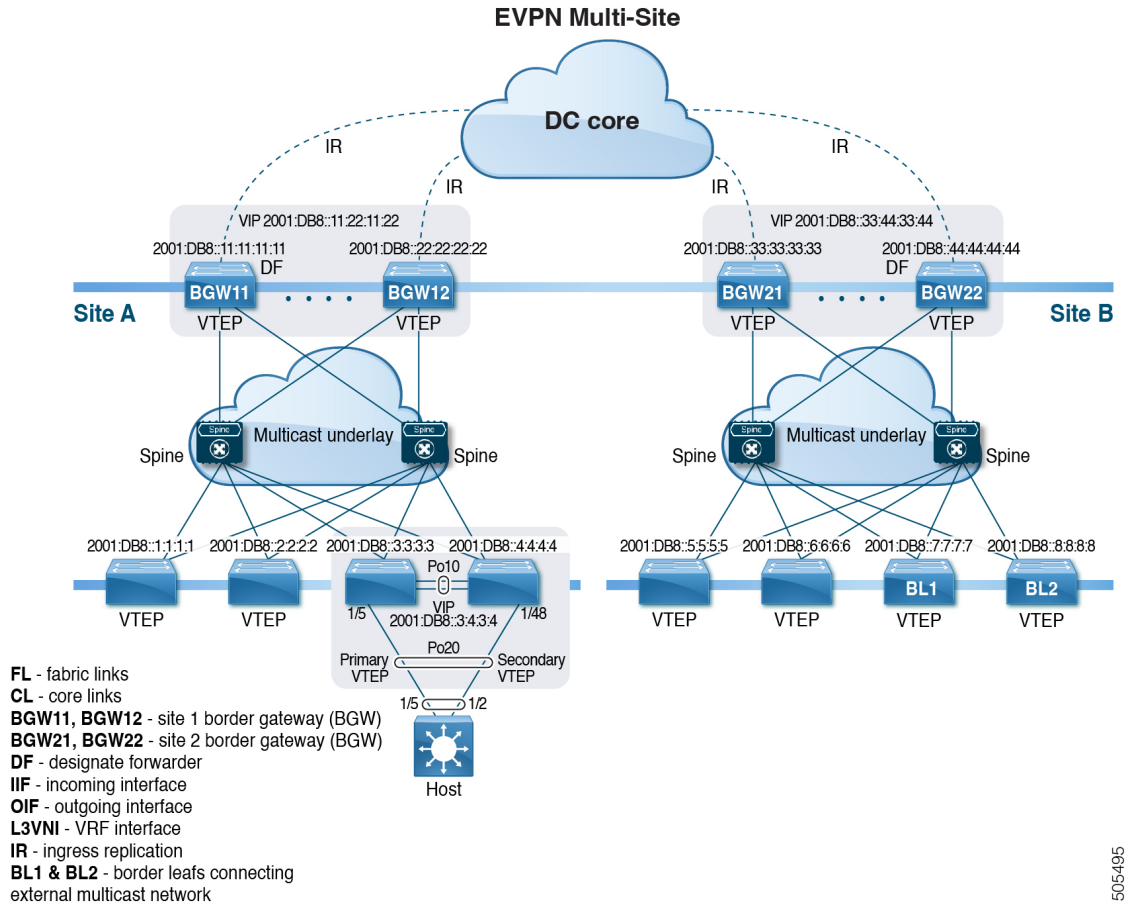 EVPN Multi-Site
DC core
IR
IR
IR
IR
VIP 2001:DB8::11:22:11:22
VIP 2001:DB8::33:44:33:44
2001:DB8::11:11:11:11
2001:DB8::22:22:22:22
2001:DB8::33:33:33:33
2001:DB8::44:44:44:44
DF
DF
BGW11
BGW12
BGW21
BGW22
Site A
Site B
VTEP
VTEP
VTEP
VTEP
Spine
Spine
Spine
Spine
Multicast underlay
Multicast underlay
Spine
Spine
Spine
Spine
2001:DB8::1:1:1:1
2001:DB8::2:2:2:2
2001:DB8::3:3:3:3
2001:DB8::4:4:4:4
2001:DB8::5:5:5:5
2001:DB8::6:6:6:6
2001:DB8::7:7:7:7
2001:DB8::8:8:8:8
Po10
BL1
BL2
VTEP
VTEP
1/5
VIP
2001:DB8::3:4:3:4
1/48
VTEP
VTEP
VTEP
VTEP
Po20
Primary
VTEP
Secondary
VTEP
1/5
1/2
Host
FL - fabric links
CL - core links
BGW11, BGW12 - site 1 border gateway (BGW)
BGW21, BGW22 - site 2 border gateway (BGW)
DF - designate forwarder
IIF - incoming interface
OIF - outgoing interface
L3VNI - VRF interface
IR - ingress replication
BL1 & BL2 - border leafs connecting
external multicast network
505495